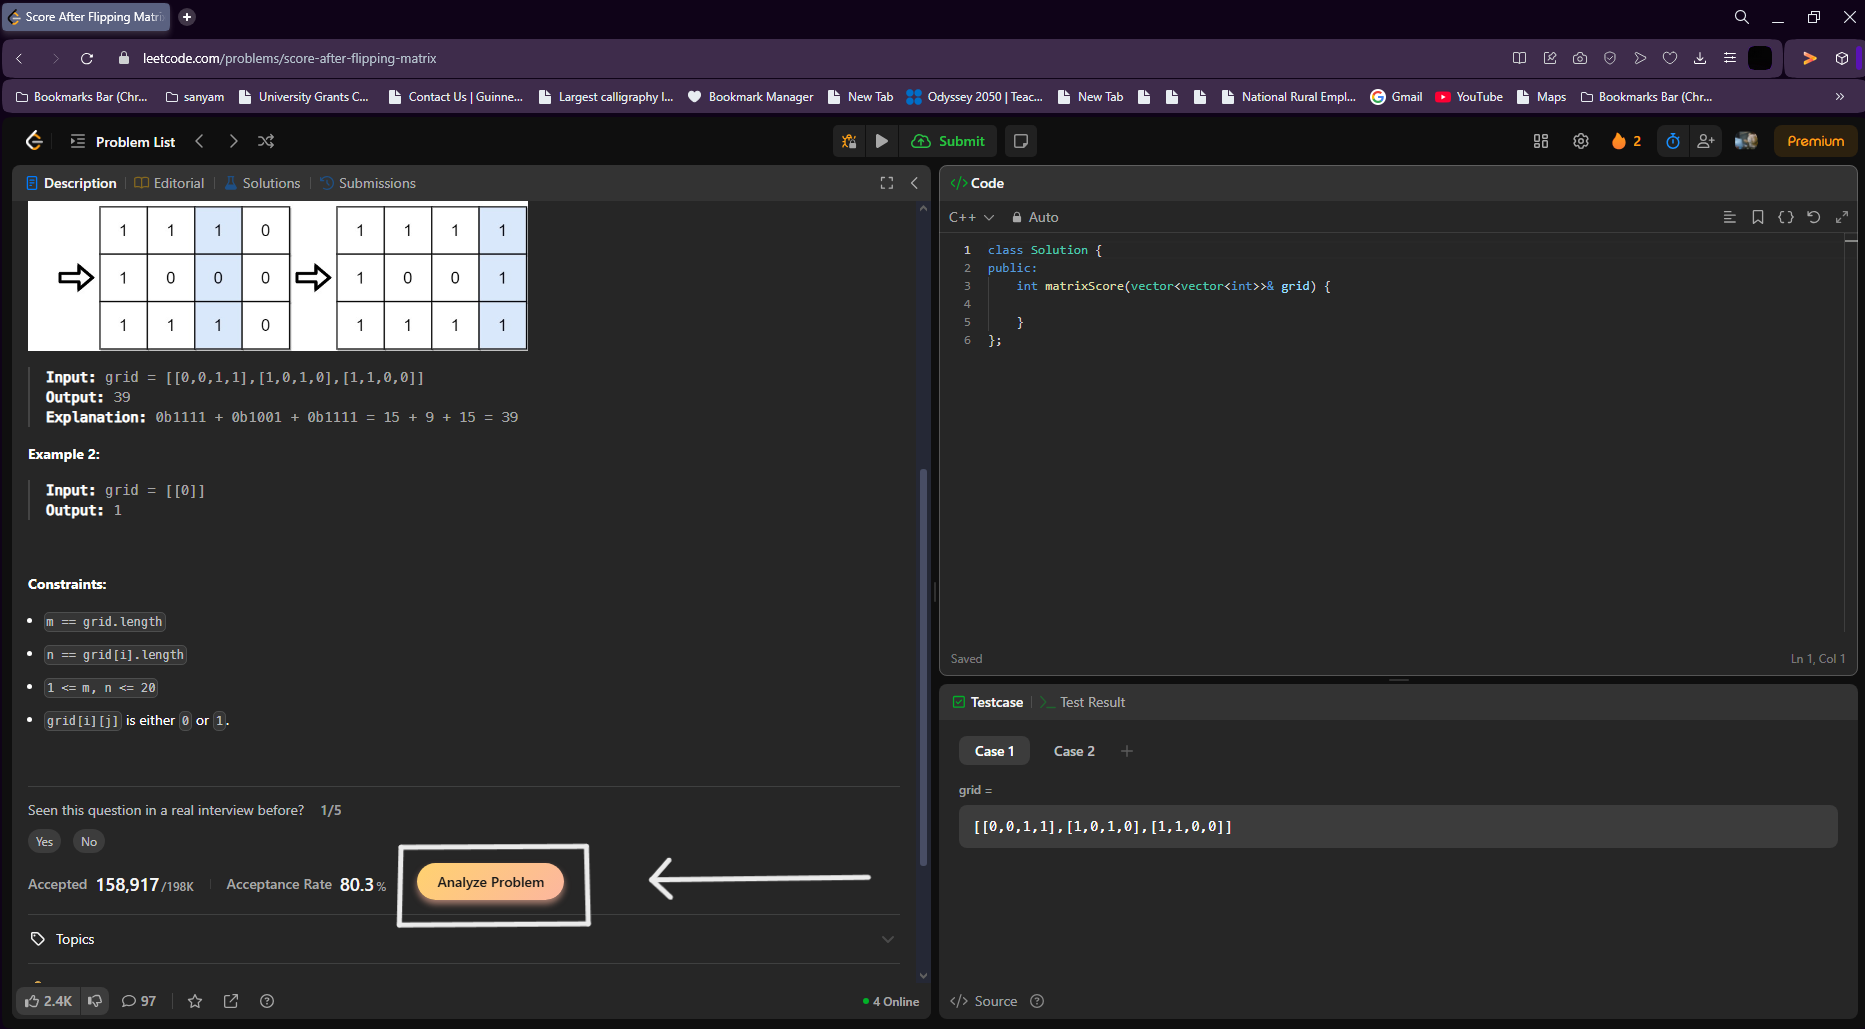 Score After Flipping Matri
leetcode.com/problems/score-after-flipping-matrix
Bookmarks Bar (Chr... sanyam University Grants C... Contact Us | Guinne... Largest calligraphy l... Bookmark Manager New Tab Odyssey 2050 | Teac... New Tab National Rural Empl... Gmail YouTube Maps Bookmarks Bar (Chr... »
Problem List Submit 2 Premium
Description Editorial Solutions Submissions
1 1 1 0 1 1 1 1
1 0 0 0 1 0 0 1
1 1 1 0 1 1 1 1
Input: grid = [[0,0,1,1],[1,0,1,0],[1,1,0,0]]
Output: 39
Explanation: 0b1111 + 0b1001 + 0b1111 = 15 + 9 + 15 = 39
Example 2:
Input: grid = [[0]]
Output: 1
Constraints:
• m == grid.length
• n == grid[i].length
• 1 <= m, n <= 20
• grid[i][j] is either 0 or 1.
Seen this question in a real interview before? 1/5
Yes No
Accepted 158,917/198K Acceptance Rate 80.3% Analyze Problem
Topics
2.4K 97 4 Online
</> Code
C++ Auto
1 class Solution {
2 public:
3 int matrixScore(vector<vector<int>>& grid) {
4
5 }
6 };
Saved Ln 1, Col 1
Testcase >_ Test Result
Case 1 Case 2 +
grid =
[[0,0,1,1],[1,0,1,0],[1,1,0,0]]
</> Source